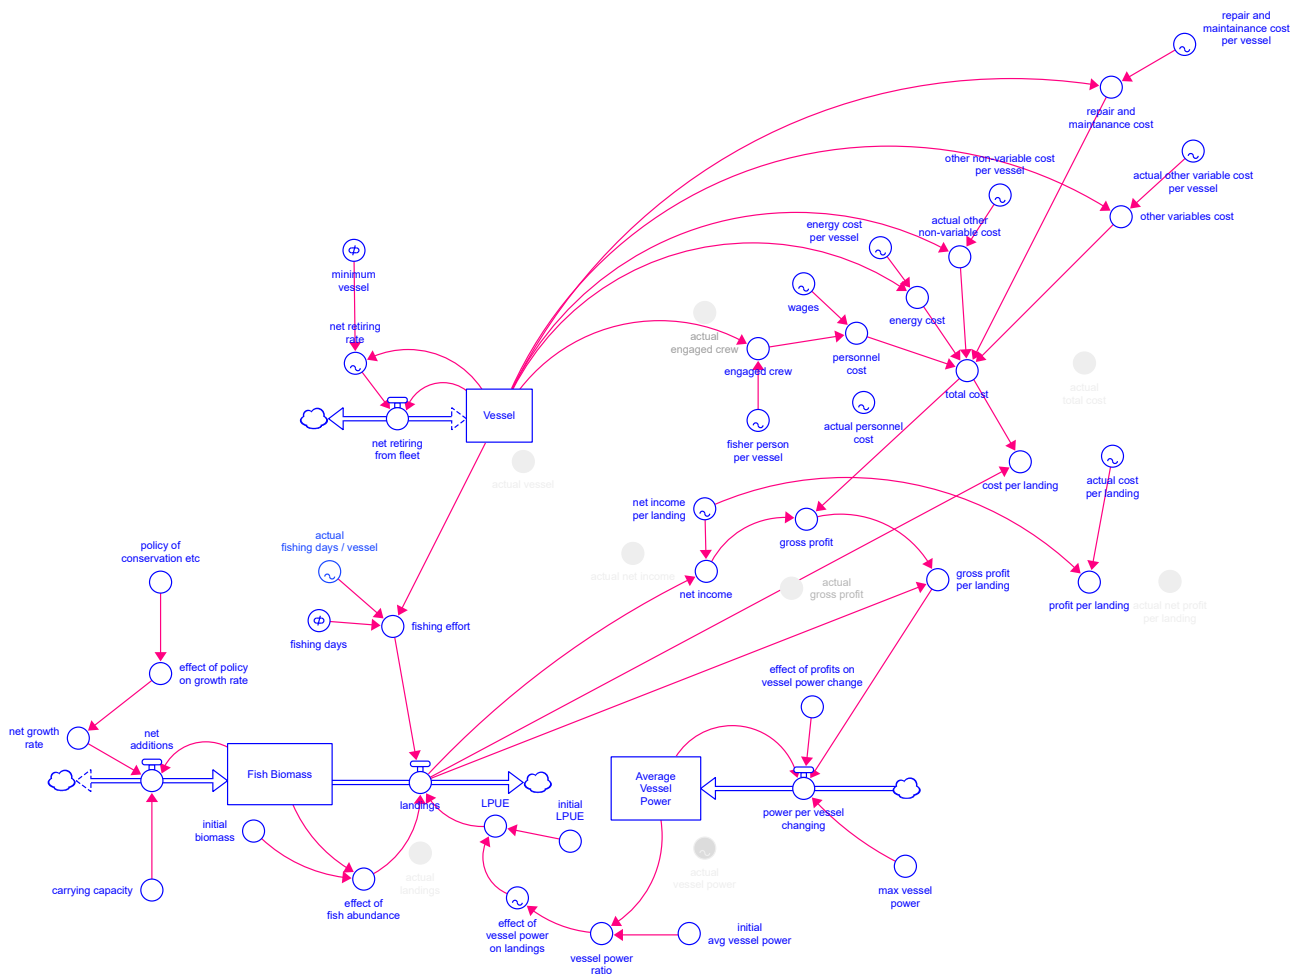 repair and
maintainance cost
per vessel
repair and
maintanance cost
other non-variable cost
per vessel
actual other variable cost
per vessel
actual other
non-variable cost
other variables cost
energy cost
per vessel
minimum
vessel
wages
energy cost
net retiring
rate
actual
engaged crew
personnel
cost
engaged crew
actual
total cost
total cost
Vessel
actual personnel
cost
net retiring
from fleet
fisher person
per vessel
actual vessel
cost per landing
actual cost
per landing
net income
per landing
gross profit
actual
fishing days / vessel
policy of
conservation etc
actual net income
net income
actual
gross profit
gross profit
per landing
profit per landing
actual net profit
per landing
fishing effort
fishing days
effect of policy
on growth rate
effect of profits on
vessel power change
net growth
rate
net
additions
Fish Biomass
Average
Vessel
Power
landings
LPUE
initial
LPUE
power per vessel
changing
initial
biomass
actual
landings
actual
vessel power
carrying capacity
max vessel
power
effect of
fish abundance
effect of
vessel power
on landings
initial
avg vessel power
vessel power
ratio